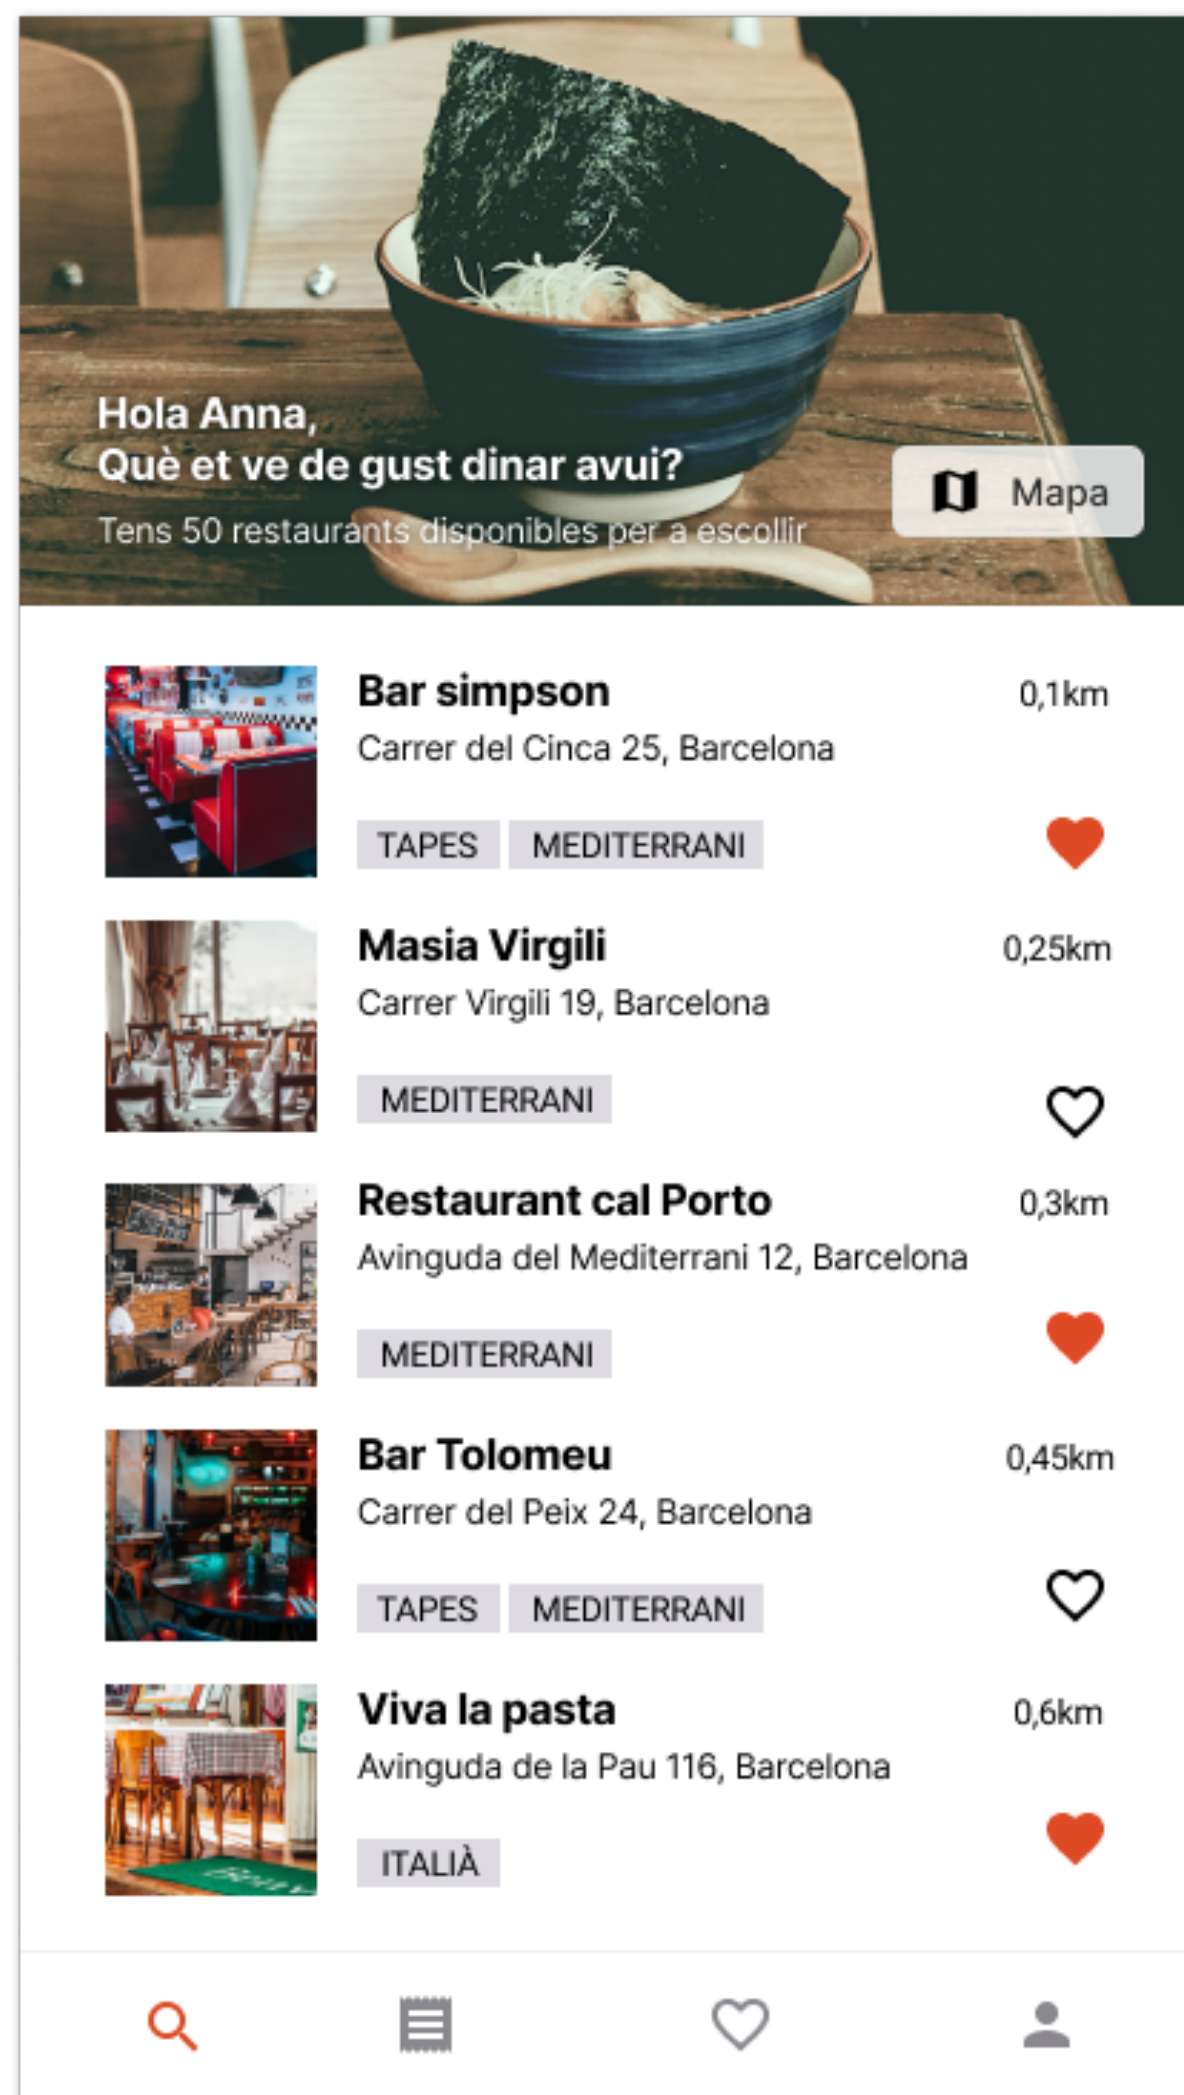 Hola Anna,
Què et ve de gust dinar avui?
Tens 50 restaurants disponibles per a escollir
Mapa
Bar simpson
0,1km
Carrer del Cinca 25, Barcelona
TAPES MEDITERRANI
Masia Virgili
0,25km
Carrer Virgili 19, Barcelona
MEDITERRANI
Restaurant cal Porto
0,3km
Avinguda del Mediterrani 12, Barcelona
MEDITERRANI
Bar Tolomeu
0,45km
Carrer del Peix 24, Barcelona
TAPES MEDITERRANI
Viva la pasta
0,6km
Avinguda de la Pau 116, Barcelona
ITALIÀ